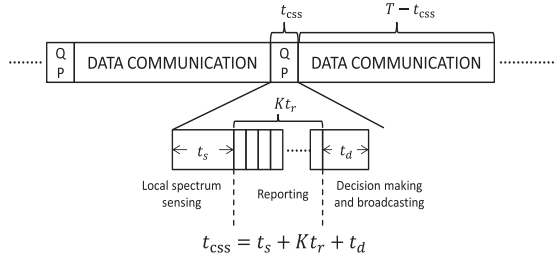 t_css T − t_css
........ Q P DATA COMMUNICATION Q P DATA COMMUNICATION ........
Kt_r
t_s ...... t_d
Local spectrum sensing Reporting Decision making and broadcasting
t_css = t_s + Kt_r + t_d